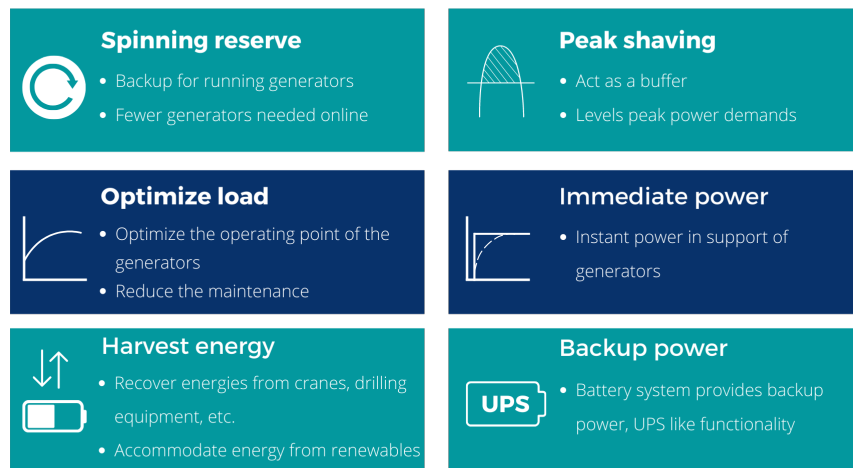 Spinning reserve
• Backup for running generators
• Fewer generators needed online
Peak shaving
• Act as a buffer
• Levels peak power demands
Optimize load
• Optimize the operating point of the
generators
• Reduce the maintenance
Immediate power
• Instant power in support of
generators
Harvest energy
• Recover energies from cranes, drilling
equipment, etc.
• Accommodate energy from renewables
Backup power
UPS
• Battery system provides backup
power, UPS like functionality